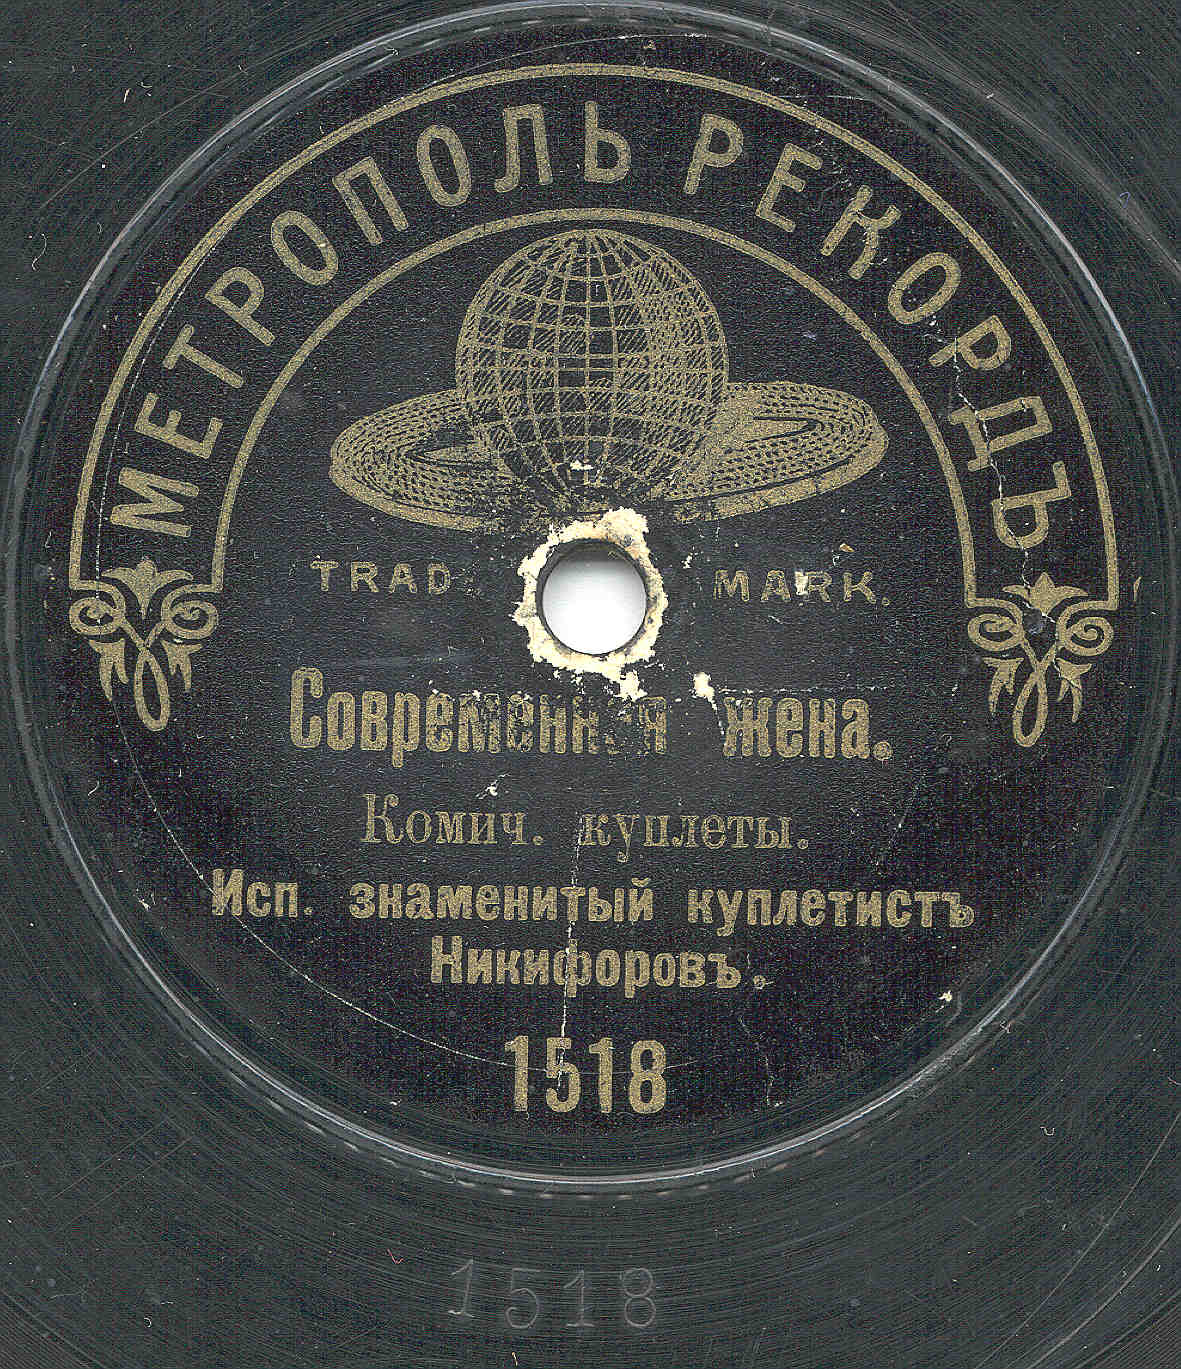 МЕТРОПОЛЬ РЕКОРДЪ
TRAD MARK.
Современная жена.
Комич. куплеты.
Исп. знаменитый куплетистъ
Никифоровъ.
1518
1518